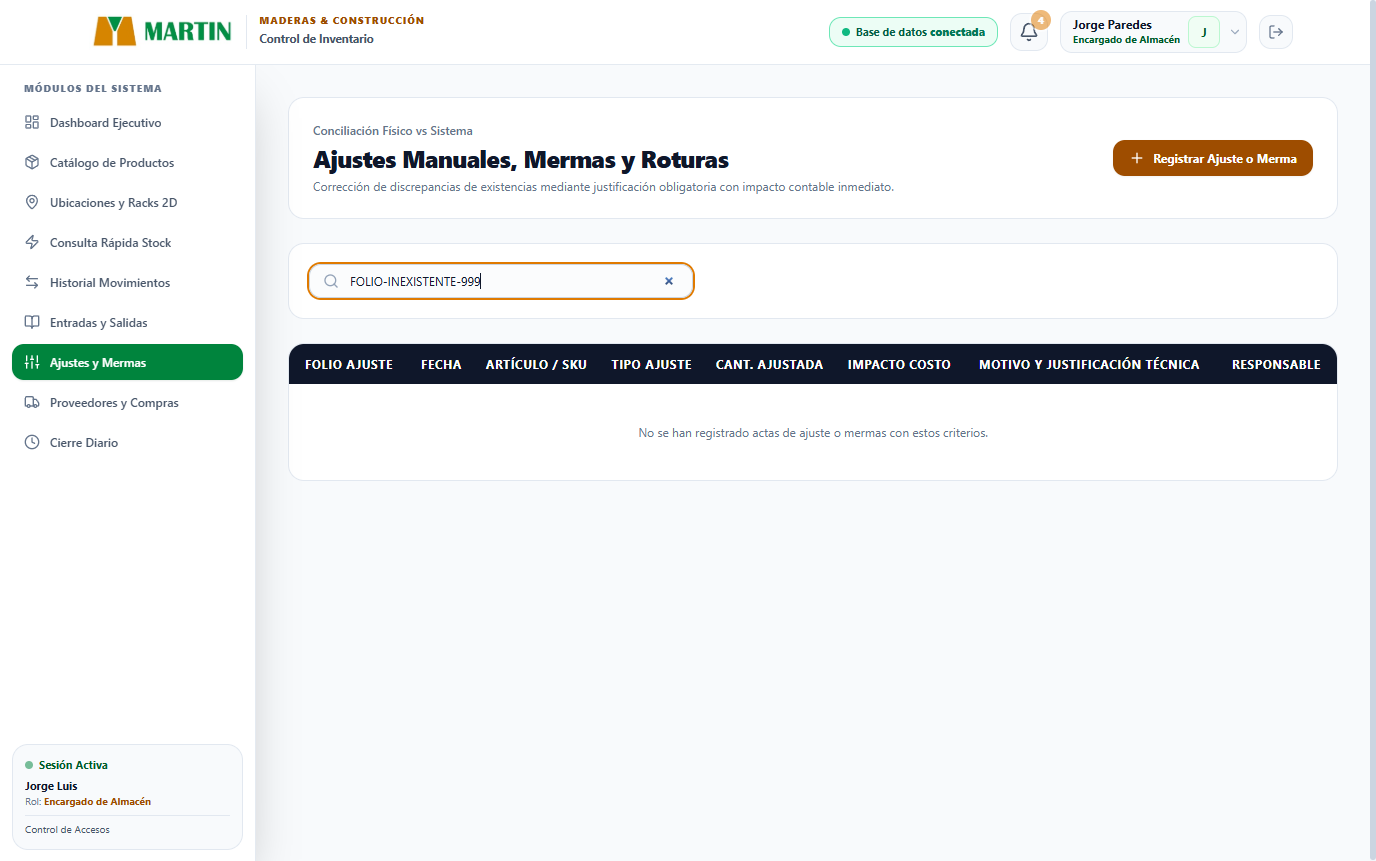 MARTIN
MADERAS & CONSTRUCCIÓN
Control de Inventario
Base de datos conectada
4
Jorge Paredes
Encargado de Almacén
J
MÓDULOS DEL SISTEMA
Dashboard Ejecutivo
Catálogo de Productos
Ubicaciones y Racks 2D
Consulta Rápida Stock
Historial Movimientos
Entradas y Salidas
Ajustes y Mermas
Proveedores y Compras
Cierre Diario
Sesión Activa
Jorge Luis
Rol: Encargado de Almacén
Control de Accesos
Conciliación Físico vs Sistema
Ajustes Manuales, Mermas y Roturas
Corrección de discrepancias de existencias mediante justificación obligatoria con impacto contable inmediato.
Registrar Ajuste o Merma
FOLIO-INEXISTENTE-999
FOLIO AJUSTE FECHA ARTÍCULO / SKU TIPO AJUSTE CANT. AJUSTADA IMPACTO COSTO MOTIVO Y JUSTIFICACIÓN TÉCNICA RESPONSABLE
No se han registrado actas de ajuste o mermas con estos criterios.